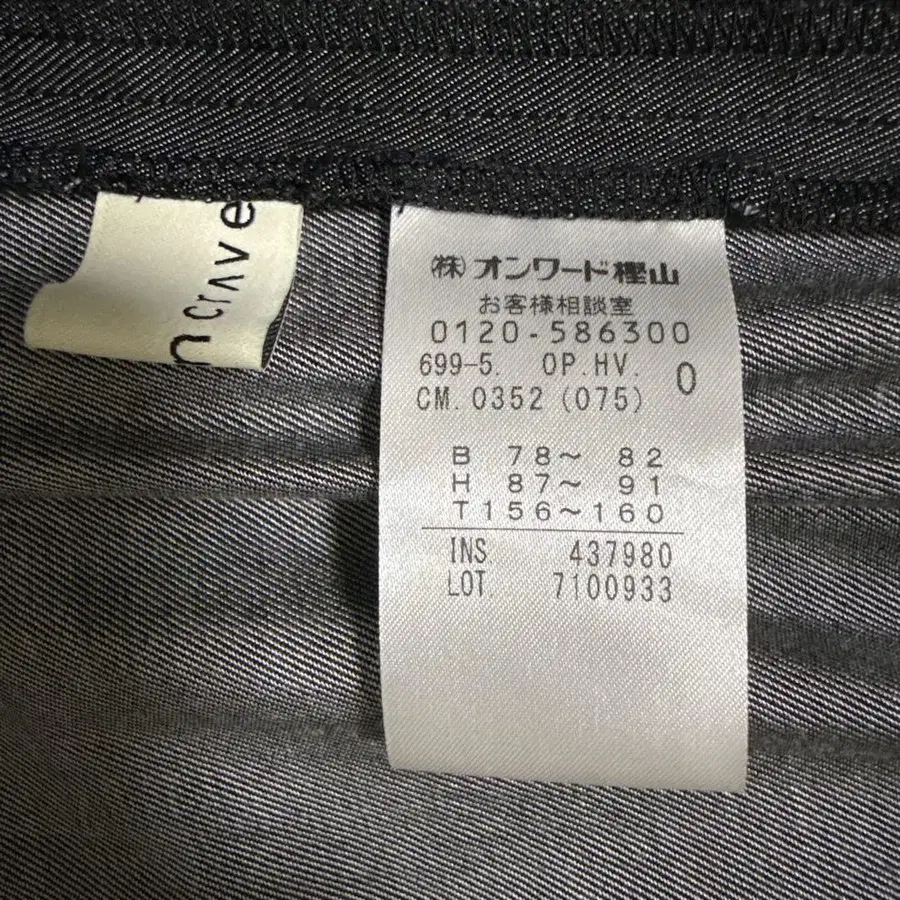 crave
n
(株)オンワード樫山
お客様相談室
0120-586300
699-5. OP.HV. 0
CM.0352(075)
B 78～ 82
H 87～ 91
T156～160
INS. 437980
LOT. 7100933